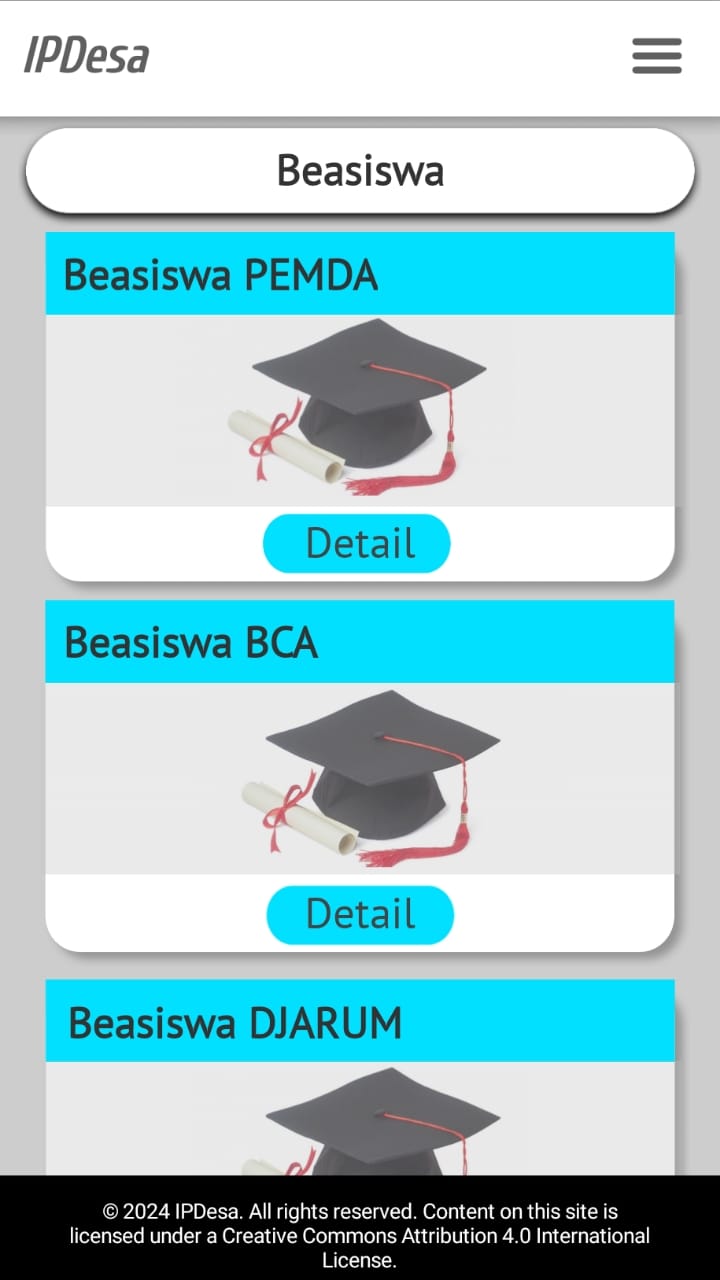 IPDesa
Beasiswa
Beasiswa PEMDA
Detail
Beasiswa BCA
Detail
Beasiswa DJARUM
© 2024 IPDesa. All rights reserved. Content on this site is
licensed under a Creative Commons Attribution 4.0 International
License.